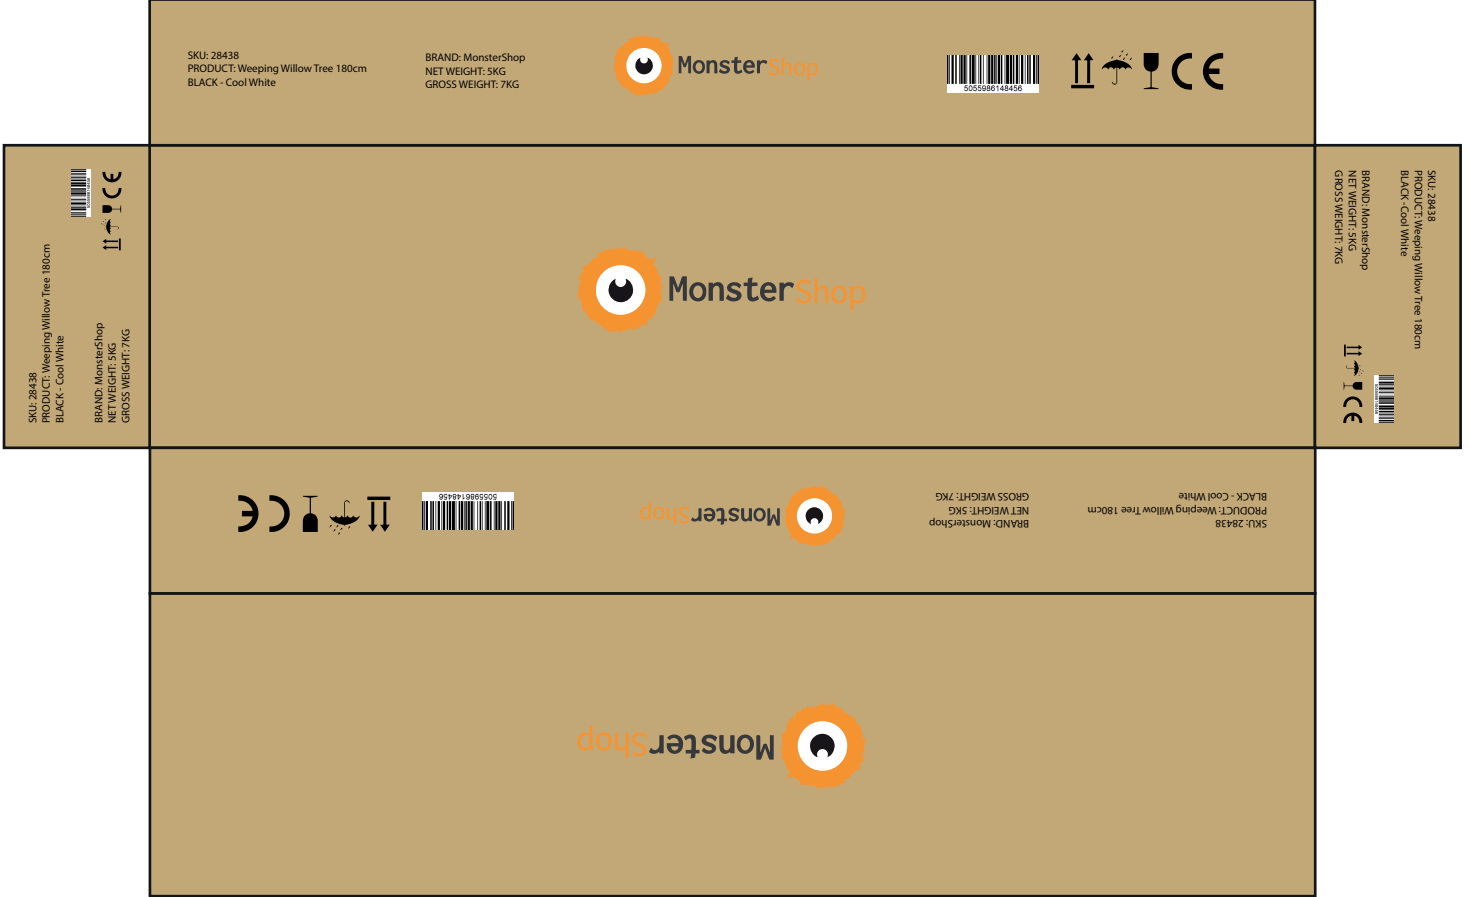 SKU: 28438
PRODUCT: Weeping Willow Tree 180cm
BLACK - Cool White
BRAND: MonsterShop
NET WEIGHT: 5KG
GROSS WEIGHT: 7KG
MonsterShop
5055986148456
CE
SKU: 28438
PRODUCT: Weeping Willow Tree 180cm
BLACK - Cool White
BRAND: MonsterShop
NET WEIGHT: 5KG
GROSS WEIGHT: 7KG
CE
MonsterShop
SKU: 28438
PRODUCT: Weeping Willow Tree 180cm
BLACK -Cool White
BRAND: MonsterShop
NET WEIGHT: 5KG
GROSS WEIGHT: 7KG
CE
SKU: 28438
PRODUCT: Weeping Willow Tree 180cm
BLACK - Cool White
BRAND: MonsterShop
NET WEIGHT: 5KG
GROSS WEIGHT: 7KG
MonsterShop
5055986148456
CE
MonsterShop